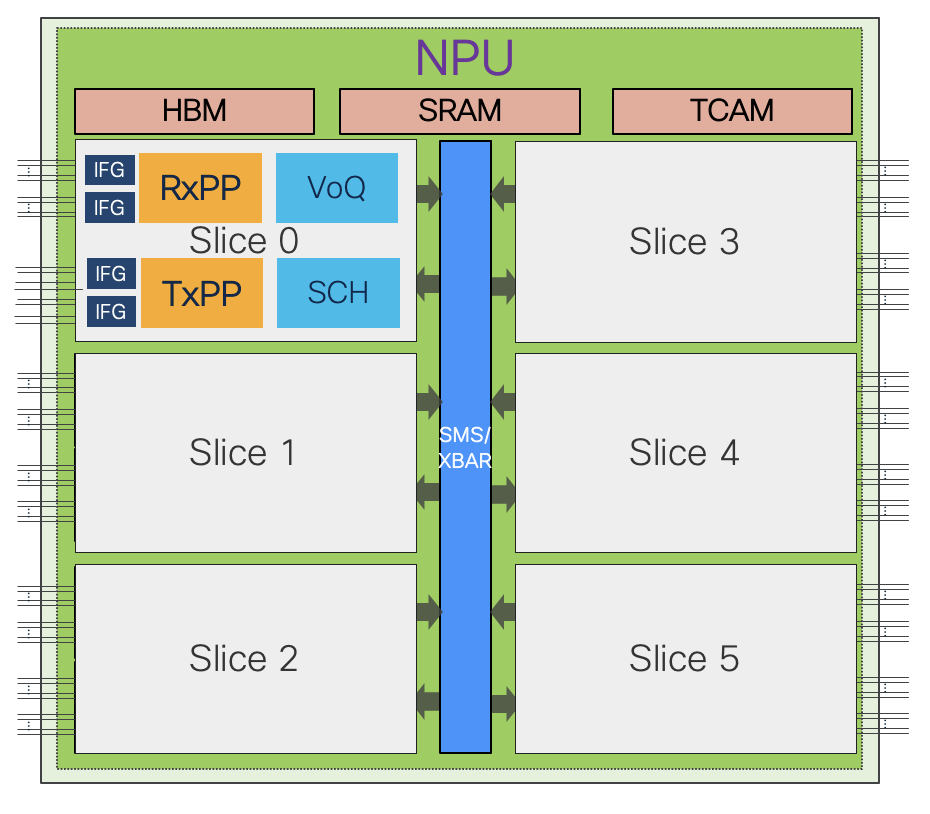 NPU
HBM
SRAM
TCAM
IFG
RxPP
VoQ
IFG
Slice 0
IFG
TxPP
SCH
IFG
Slice 3
Slice 1
SMS/
XBAR
Slice 4
Slice 2
Slice 5